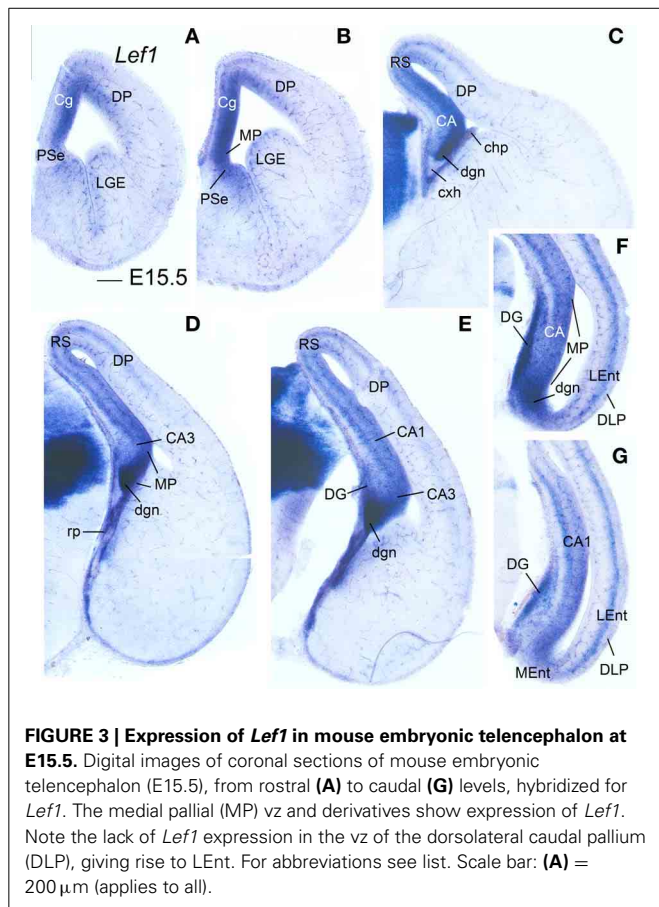 A
B
C
Lef1
Cg
DP
PSe
LGE
E15.5
Cg
DP
MP
LGE
PSe
RS
DP
CA
chp
dgn
cxh
F
DG
CA
MP
LEnt
dgn
DLP
D
RS
DP
CA3
MP
dgn
rp
E
RS
DP
CA1
DG
CA3
dgn
G
CA1
DG
LEnt
DLP
MEnt
FIGURE 3 | Expression of Lef1 in mouse embryonic telencephalon at
E15.5. Digital images of coronal sections of mouse embryonic
telencephalon (E15.5), from rostral (A) to caudal (G) levels, hybridized for
Lef1. The medial pallial (MP) vz and derivatives show expression of Lef1.
Note the lack of Lef1 expression in the vz of the dorsolateral caudal pallium
(DLP), giving rise to LEnt. For abbreviations see list. Scale bar: (A) =
200 μm (applies to all).